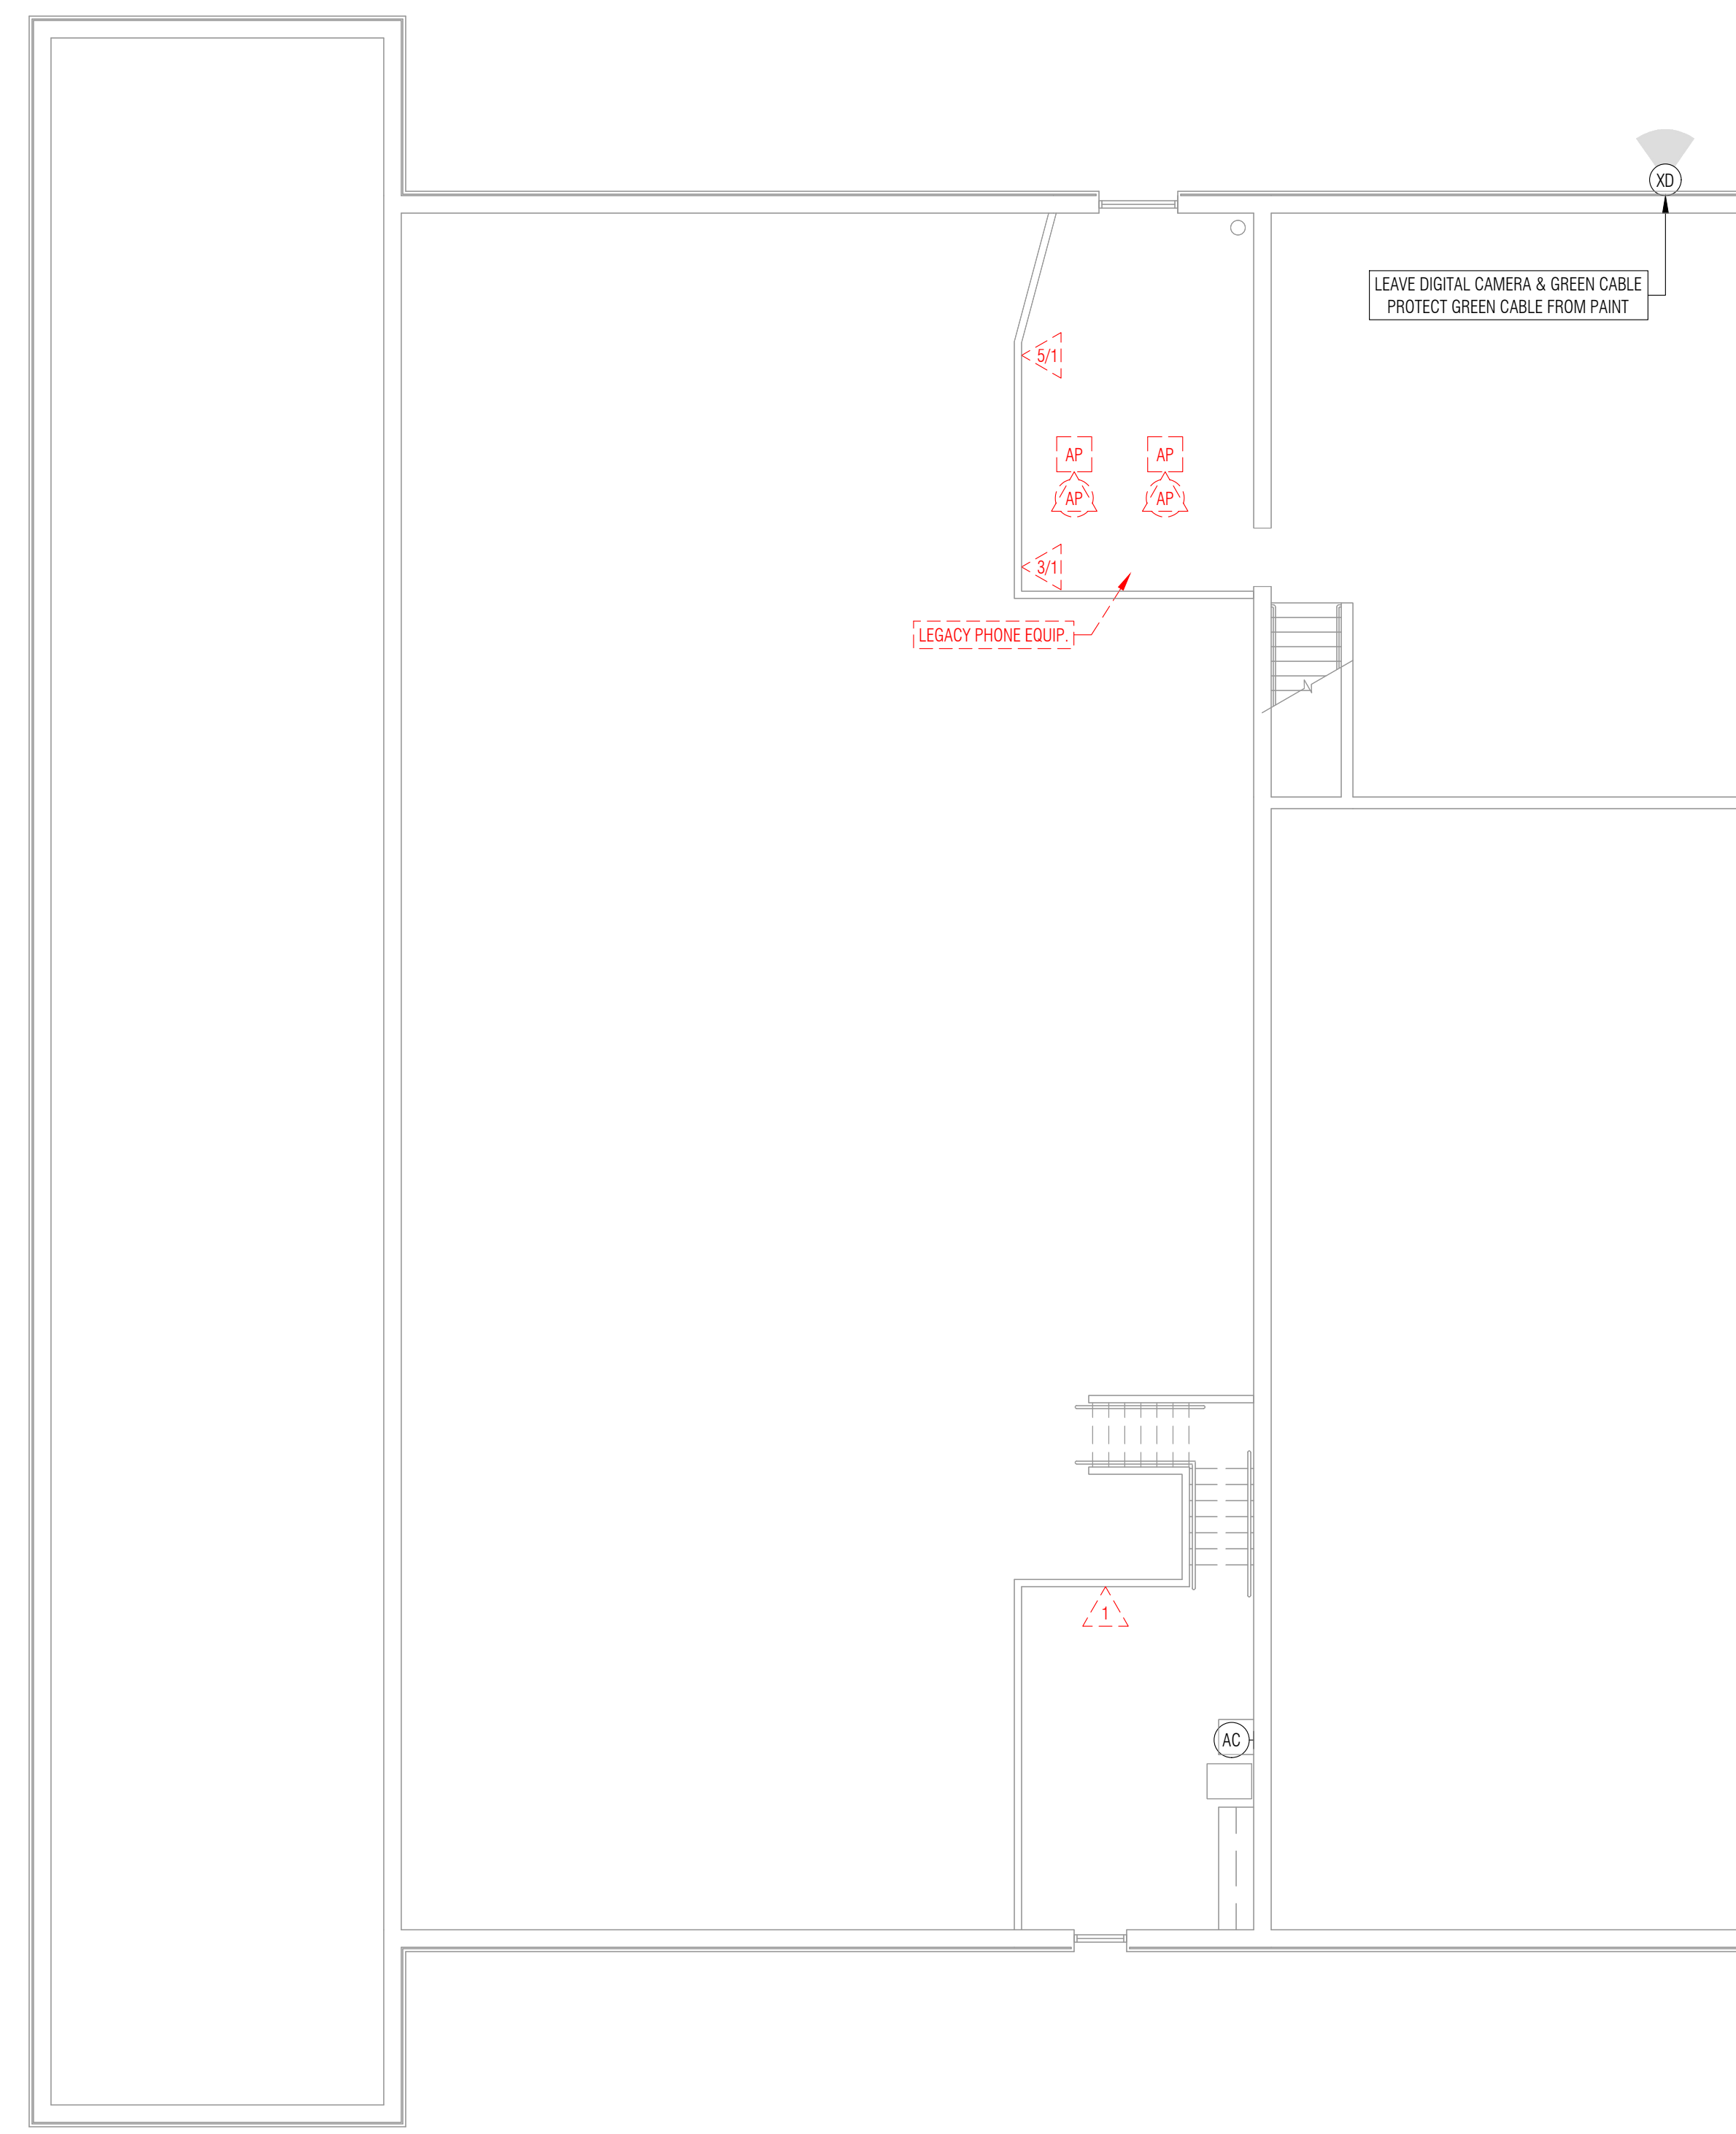 XD
LEAVE DIGITAL CAMERA & GREEN CABLE
PROTECT GREEN CABLE FROM PAINT
5/1
AP
AP
AP
AP
3/1
LEGACY PHONE EQUIP.
1
AC